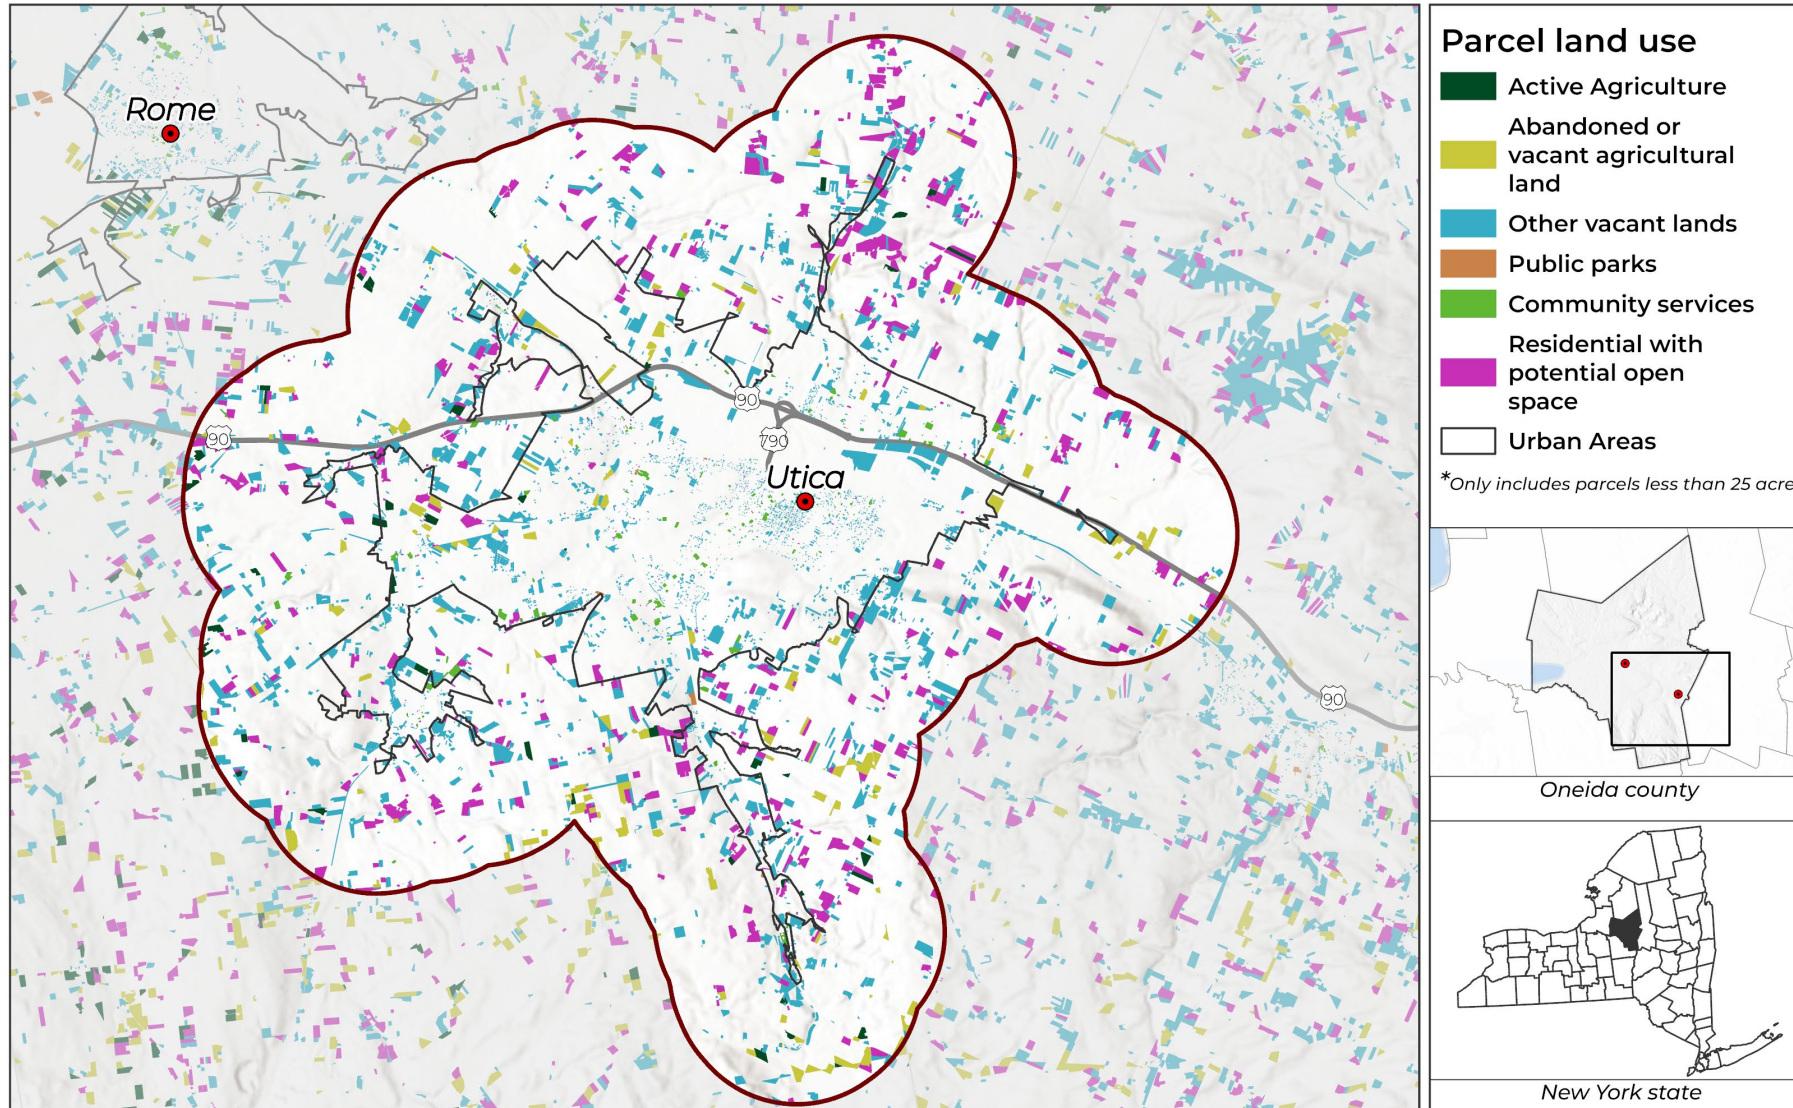 Rome
90
90
790
Utica
90
Parcel land use
Active Agriculture
Abandoned or
vacant agricultural
land
Other vacant lands
Public parks
Community services
Residential with
potential open
space
Urban Areas
*Only includes parcels less than 25 acre
Oneida county
New York state